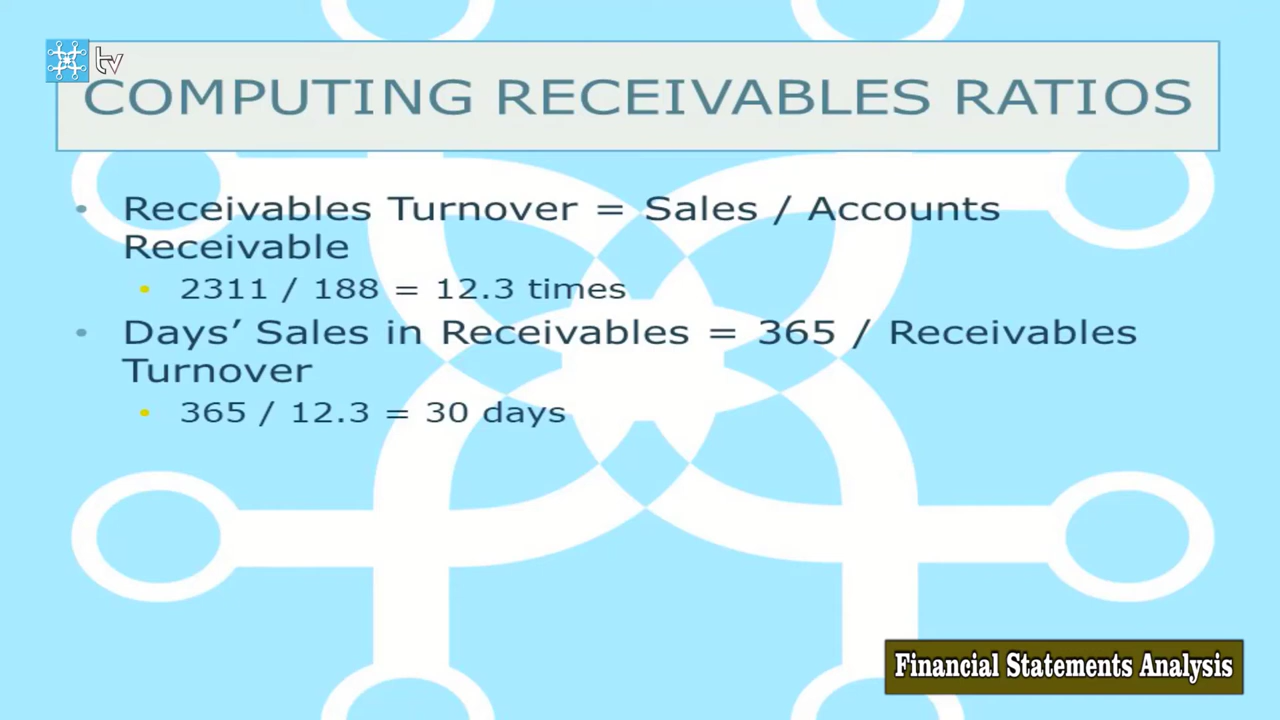 tv
COMPUTING RECEIVABLES RATIOS
• Receivables Turnover = Sales / Accounts
Receivable
• 2311 / 188 = 12.3 times
• Days’ Sales in Receivables = 365 / Receivables
Turnover
• 365 / 12.3 = 30 days
Financial Statements Analysis